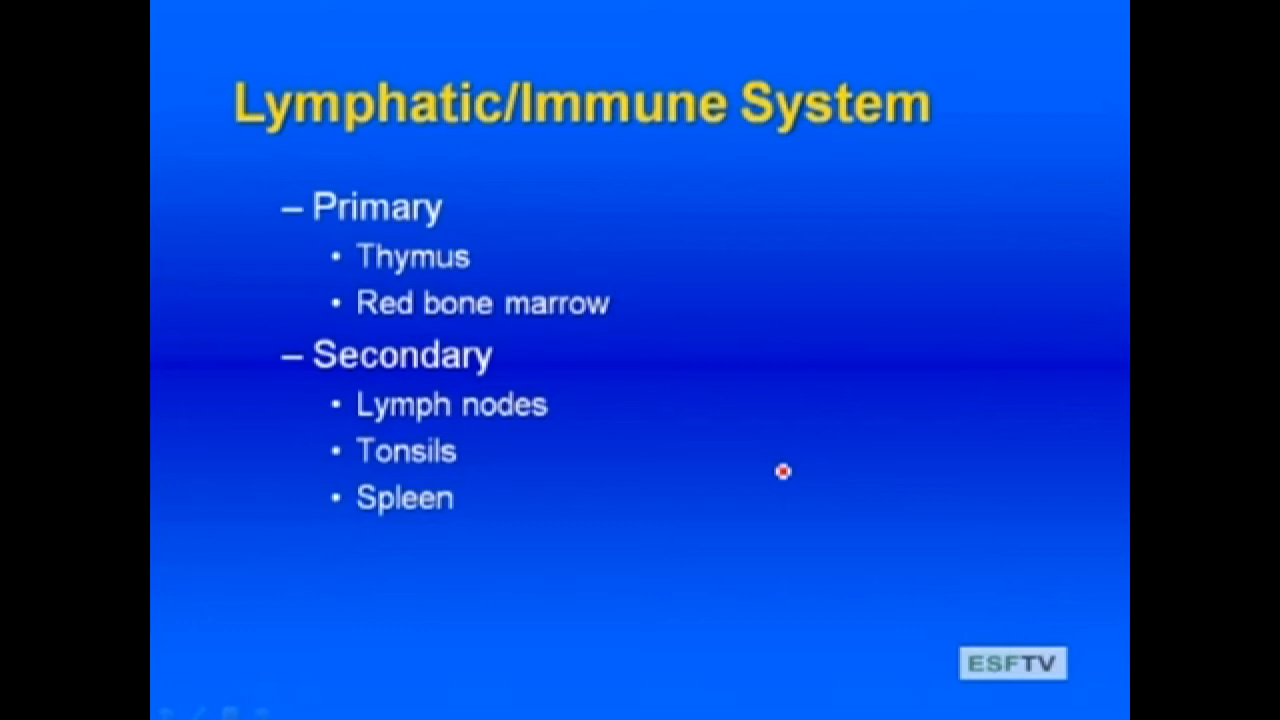 Lymphatic/Immune System
– Primary
• Thymus
• Red bone marrow
– Secondary
• Lymph nodes
• Tonsils
• Spleen
ESFTV